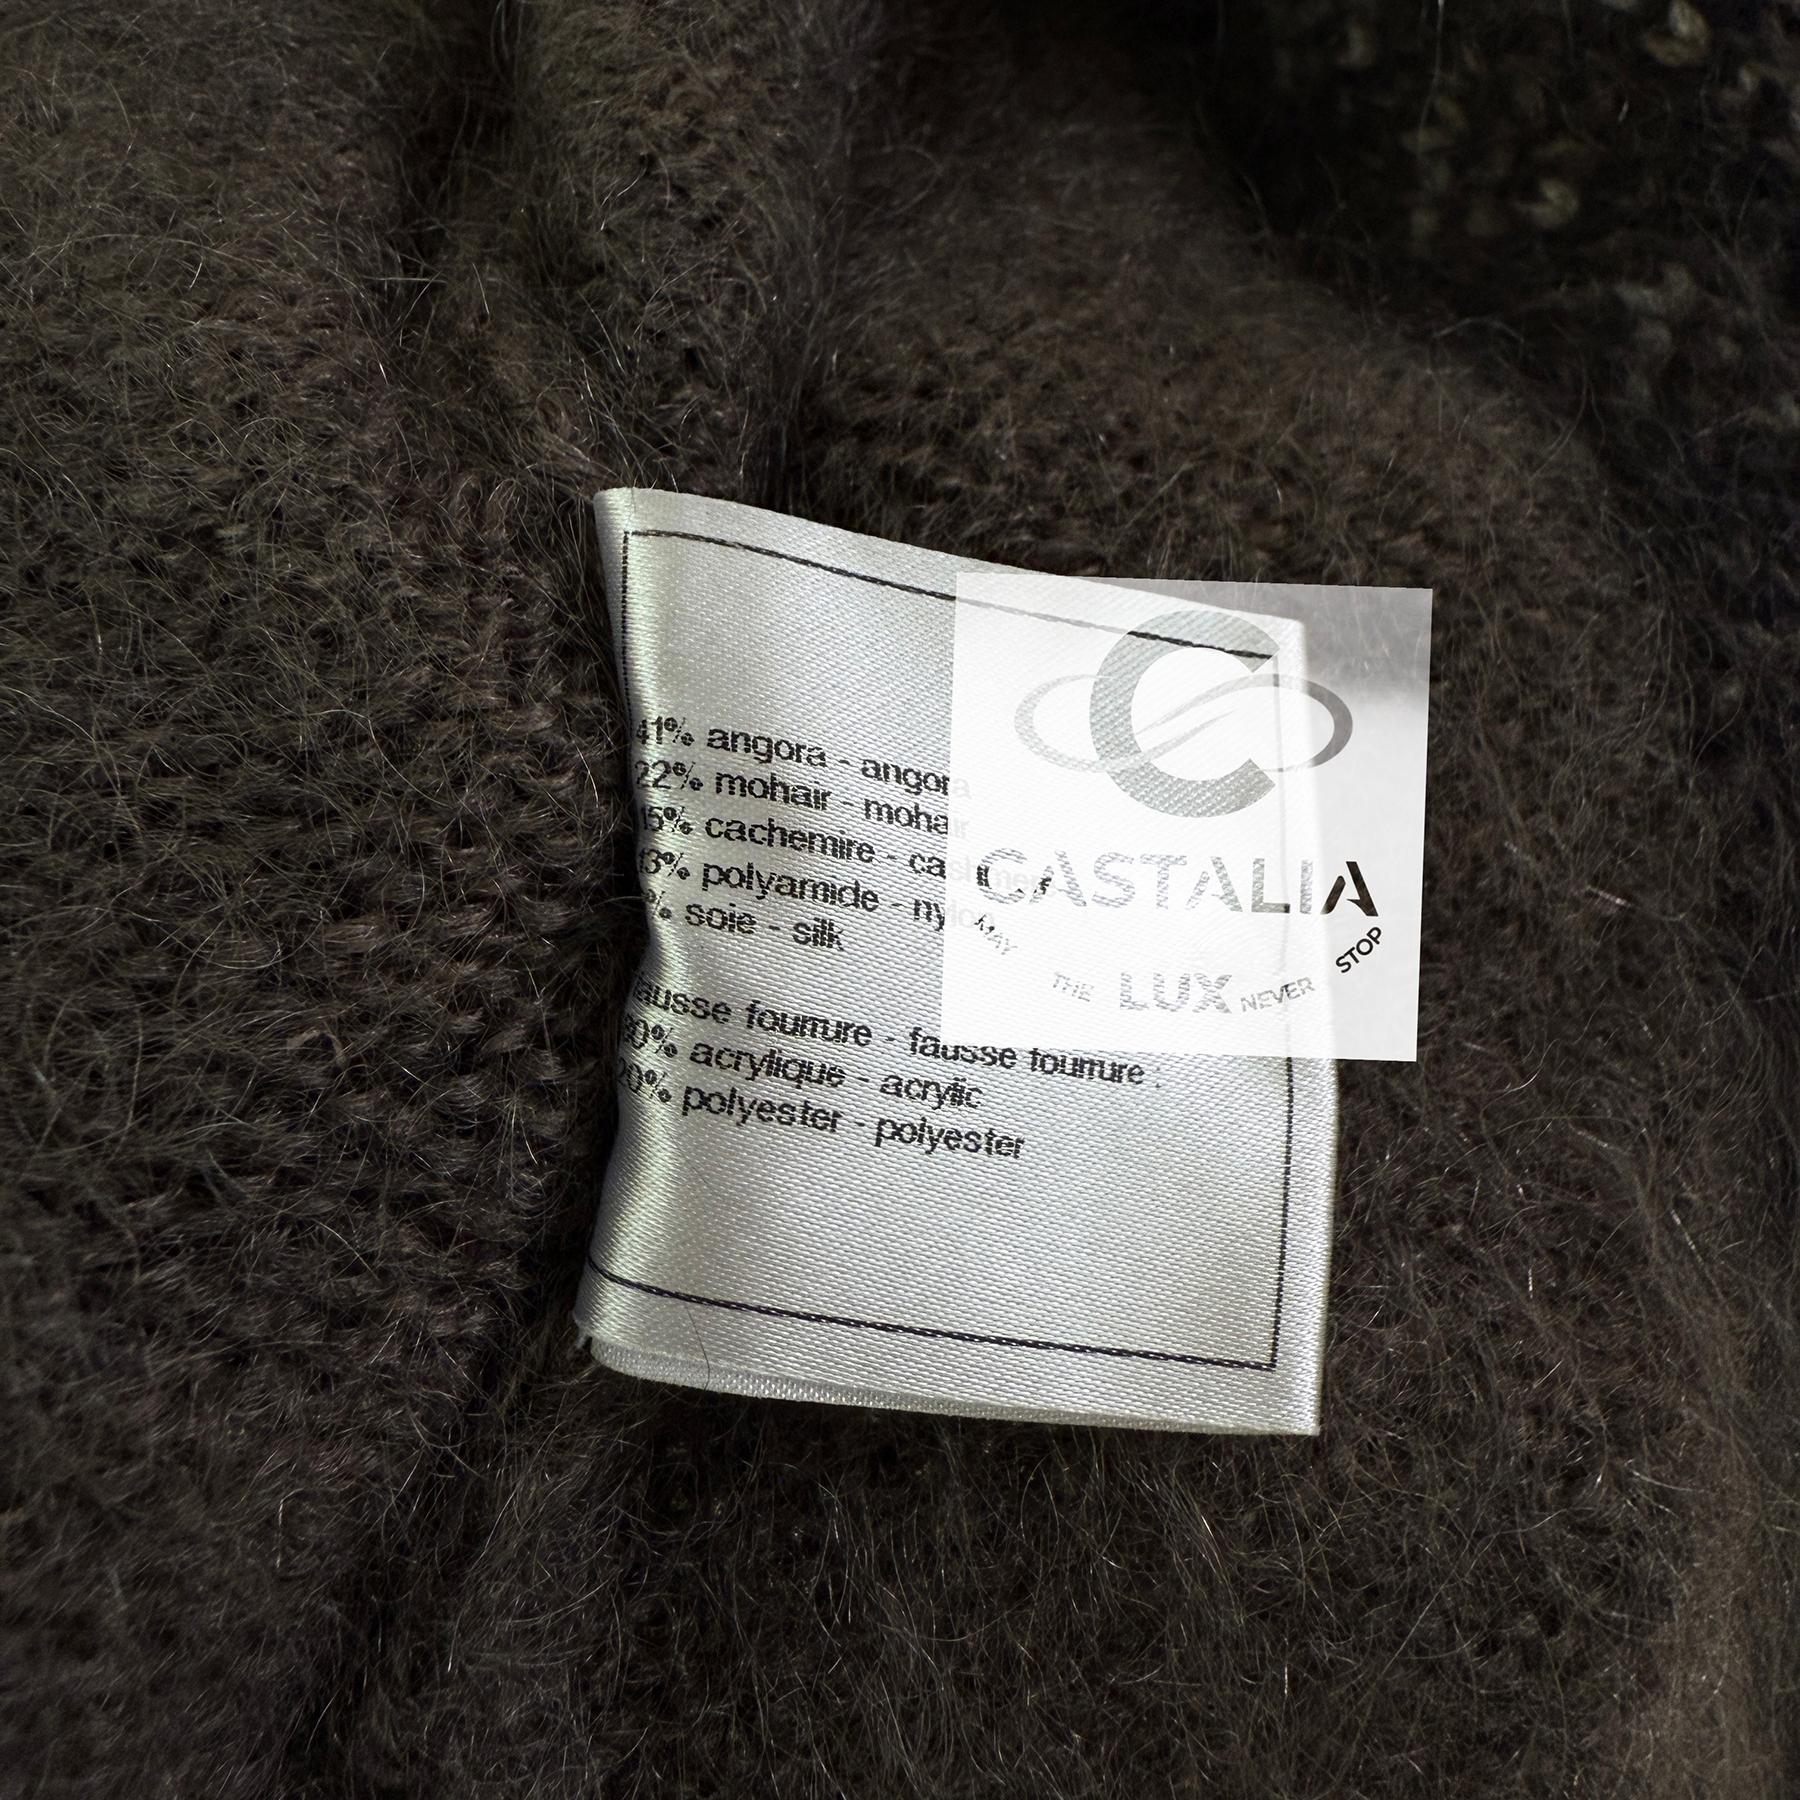 41% angora - angora
22% mohair - mohair
15% cachemire - cashmere
13% polyamide - nylon
% soie - silk
fausse fourrure - fausse fourrure :
80% acrylique - acrylic
20% polyester - polyester
C
CASTALIA
MAY THE LUX NEVER STOP